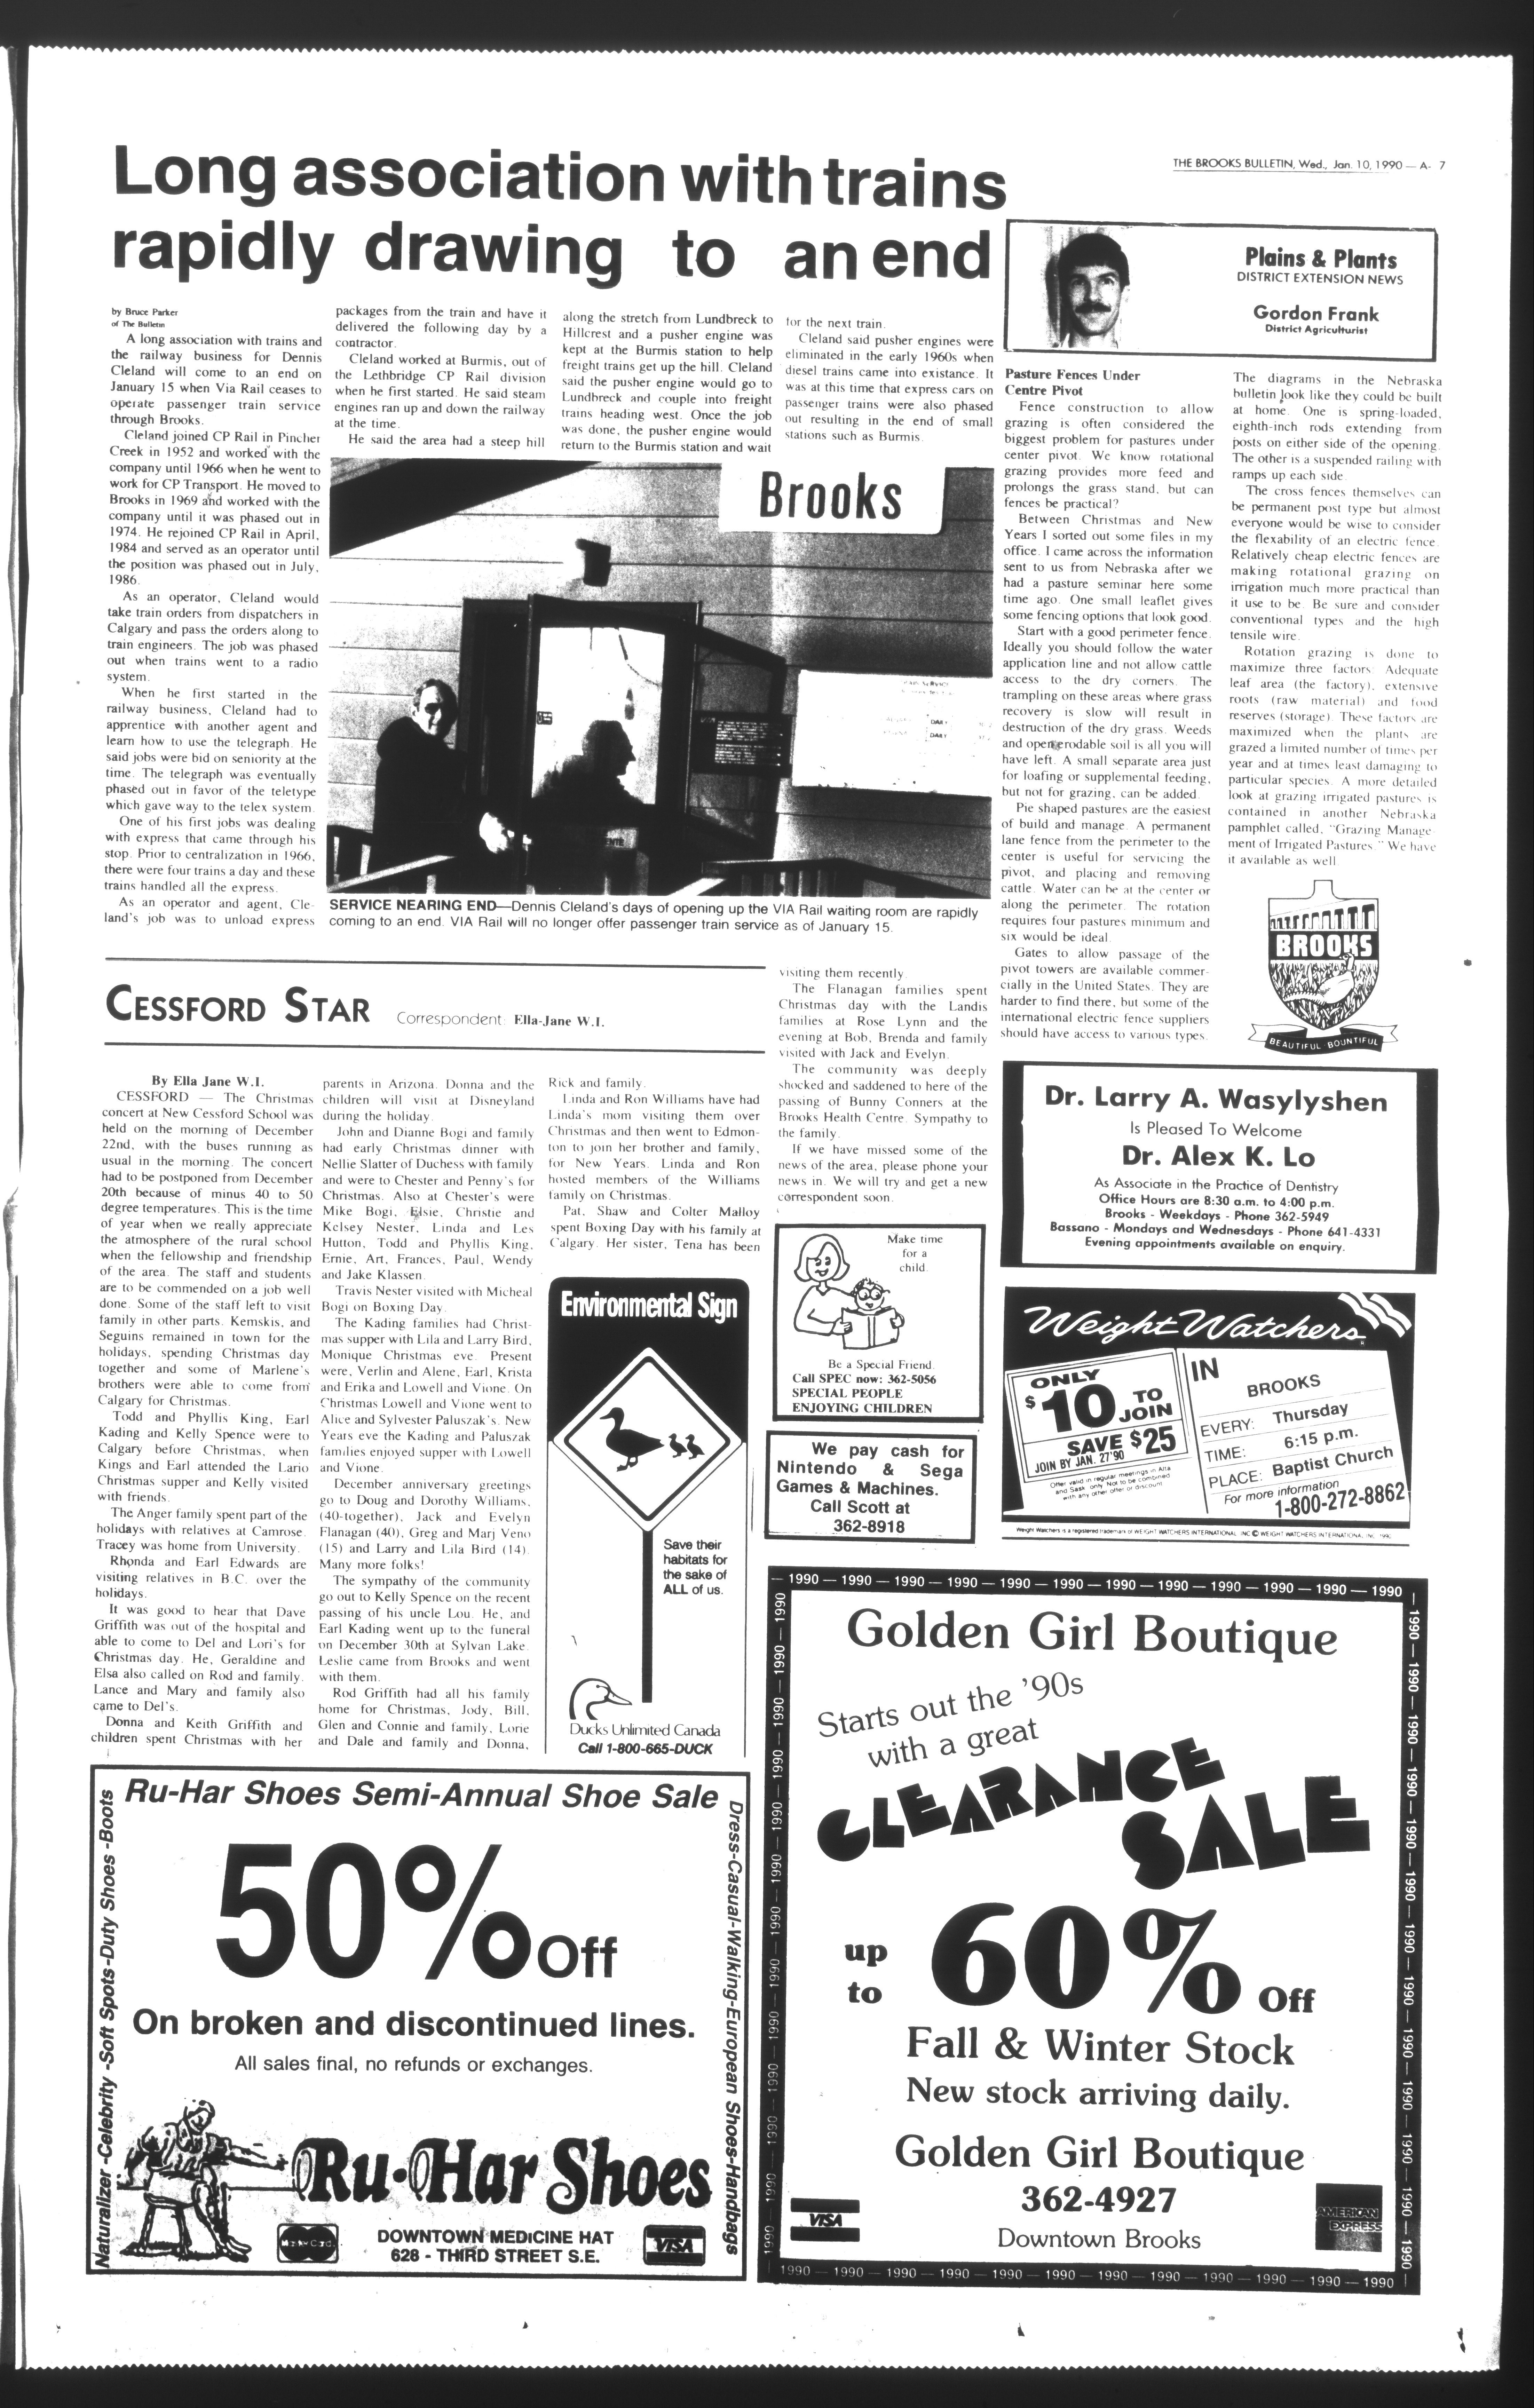 THE BROOKS BULLETIN, Wed., Jan. 10, 1990 — A- 7
Long association with trains
rapidly drawing to an end
by Bruce Parker
of The Bulletin
A long association with trains and
the railway business for Dennis
Cleland will come to an end on
January 15 when Via Rail ceases to
operate passenger train service
through Brooks.
Cleland joined CP Rail in Pincher
Creek in 1952 and worked with the
company until 1966 when he went to
work for CP Transport. He moved to
Brooks in 1969 and worked with the
company until it was phased out in
1974. He rejoined CP Rail in April,
1984 and served as an operator until
the position was phased out in July,
1986.
As an operator, Cleland would
take train orders from dispatchers in
Calgary and pass the orders along to
train engineers. The job was phased
out when trains went to a radio
system.
When he first started in the
railway business, Cleland had to
apprentice with another agent and
learn how to use the telegraph. He
said jobs were bid on seniority at the
time. The telegraph was eventually
phased out in favor of the teletype
which gave way to the telex system.
One of his first jobs was dealing
with express that came through his
stop. Prior to centralization in 1966,
there were four trains a day and these
trains handled all the express.
As an operator and agent, Cle-
land's job was to unload express
packages from the train and have it
delivered the following day by a
contractor.
Cleland worked at Burmis, out of
the Lethbridge CP Rail division
when he first started. He said steam
engines ran up and down the railway
at the time.
He said the area had a steep hill
along the stretch from Lundbreck to
Hillcrest and a pusher engine was
kept at the Burmis station to help
freight trains get up the hill. Cleland
said the pusher engine would go to
Lundbreck and couple into freight
trains heading west. Once the job
was done, the pusher engine would
return to the Burmis station and wait
for the next train.
Cleland said pusher engines were
eliminated in the early 1960s when
diesel trains came into existance. It
was at this time that express cars on
passenger trains were also phased
out resulting in the end of small
stations such as Burmis.
Brooks
DAILY
DAILY
SERVICE NEARING END—Dennis Cleland's days of opening up the VIA Rail waiting room are rapidly
coming to an end. VIA Rail will no longer offer passenger train service as of January 15.
Plains & Plants
DISTRICT EXTENSION NEWS
Gordon Frank
District Agriculturist
Pasture Fences Under
Centre Pivot
Fence construction to allow
grazing is often considered the
biggest problem for pastures under
center pivot. We know rotational
grazing provides more feed and
prolongs the grass stand, but can
fences be practical?
Between Christmas and New
Years I sorted out some files in my
office. I came across the information
sent to us from Nebraska after we
had a pasture seminar here some
time ago. One small leaflet gives
some fencing options that look good.
Start with a good perimeter fence.
Ideally you should follow the water
application line and not allow cattle
access to the dry corners. The
trampling on these areas where grass
recovery is slow will result in
destruction of the dry grass. Weeds
and open erodable soil is all you will
have left. A small separate area just
for loafing or supplemental feeding,
but not for grazing, can be added.
Pie shaped pastures are the easiest
of build and manage. A permanent
lane fence from the perimeter to the
center is useful for servicing the
pivot, and placing and removing
cattle. Water can be at the center or
along the perimeter. The rotation
requires four pastures minimum and
six would be ideal.
Gates to allow passage of the
pivot towers are available commer-
cially in the United States. They are
harder to find there, but some of the
international electric fence suppliers
should have access to various types.
The diagrams in the Nebraska
bulletin look like they could be built
at home. One is spring-loaded,
eighth-inch rods extending from
posts on either side of the opening.
The other is a suspended railing with
ramps up each side.
The cross fences themselves can
be permanent post type but almost
everyone would be wise to consider
the flexability of an electric fence.
Relatively cheap electric fences are
making rotational grazing on
irrigation much more practical than
it use to be. Be sure and consider
conventional types and the high
tensile wire.
Rotation grazing is done to
maximize three factors: Adequate
leaf area (the factory), extensive
roots (raw material) and food
reserves (storage). These factors are
maximized when the plants are
grazed a limited number of times per
year and at times least damaging to
particular species. A more detailed
look at grazing irrigated pastures is
contained in another Nebraska
pamphlet called, "Grazing Manage-
ment of Irrigated Pastures." We have
it available as well.
BROOKS
BEAUTIFUL BOUNTIFUL
CESSFORD STAR
Correspondent: Ella-Jane W.I.
By Ella Jane W.I.
CESSFORD — The Christmas
concert at New Cessford School was
held on the morning of December
22nd, with the buses running as
usual in the morning. The concert
had to be postponed from December
20th because of minus 40 to 50
degree temperatures. This is the time
of year when we really appreciate
the atmosphere of the rural school
when the fellowship and friendship
of the area. The staff and students
are to be commended on a job well
done. Some of the staff left to visit
family in other parts. Kemskis, and
Seguins remained in town for the
holidays, spending Christmas day
together and some of Marlene's
brothers were able to come from
Calgary for Christmas.
Todd and Phyllis King, Earl
Kading and Kelly Spence were to
Calgary before Christmas, when
Kings and Earl attended the Lario
Christmas supper and Kelly visited
with friends.
The Anger family spent part of the
holidays with relatives at Camrose.
Tracey was home from University.
Rhonda and Earl Edwards are
visiting relatives in B.C. over the
holidays.
It was good to hear that Dave
Griffith was out of the hospital and
able to come to Del and Lori's for
Christmas day. He, Geraldine and
Elsa also called on Rod and family.
Lance and Mary and family also
came to Del's.
Donna and Keith Griffith and
children spent Christmas with her
parents in Arizona. Donna and the
children will visit at Disneyland
during the holiday.
John and Dianne Bogi and family
had early Christmas dinner with
Nellie Slatter of Duchess with family
and were to Chester and Penny's for
Christmas. Also at Chester's were
Mike Bogi, Elsie, Christie and
Kelsey Nester, Linda and Les
Hutton, Todd and Phyllis King,
Ernie, Art, Frances, Paul, Wendy
and Jake Klassen.
Travis Nester visited with Micheal
Bogi on Boxing Day.
The Kading families had Christ-
mas supper with Lila and Larry Bird,
Monique Christmas eve. Present
were, Verlin and Alene, Earl, Krista
and Erika and Lowell and Vione. On
Christmas Lowell and Vione went to
Alice and Sylvester Paluszak's. New
Years eve the Kading and Paluszak
families enjoyed supper with Lowell
and Vione.
December anniversary greetings
go to Doug and Dorothy Williams,
(40-together), Jack and Evelyn
Flanagan (40), Greg and Marj Veno
(15) and Larry and Lila Bird (14).
Many more folks!
The sympathy of the community
go out to Kelly Spence on the recent
passing of his uncle Lou. He, and
Earl Kading went up to the funeral
on December 30th at Sylvan Lake.
Leslie came from Brooks and went
with them.
Rod Griffith had all his family
home for Christmas, Jody, Bill,
Glen and Connie and family, Lorie
and Dale and family and Donna,
Rick and family.
Linda and Ron Williams have had
Linda's mom visiting them over
Christmas and then went to Edmon-
ton to join her brother and family,
for New Years. Linda and Ron
hosted members of the Williams
family on Christmas.
Pat, Shaw and Colter Malloy
spent Boxing Day with his family at
Calgary. Her sister, Tena has been
visiting them recently.
The Flanagan families spent
Christmas day with the Landis
families at Rose Lynn and the
evening at Bob, Brenda and family
visited with Jack and Evelyn.
The community was deeply
shocked and saddened to here of the
passing of Bunny Conners at the
Brooks Health Centre. Sympathy to
the family.
If we have missed some of the
news of the area, please phone your
news in. We will try and get a new
correspondent soon.
Environmental Sign
Save their
habitats for
the sake of
ALL of us.
Ducks Unlimited Canada
Call 1-800-665-DUCK
Make time
for a
child.
Be a Special Friend.
Call SPEC now: 362-5056
SPECIAL PEOPLE
ENJOYING CHILDREN
We pay cash for
Nintendo & Sega
Games & Machines.
Call Scott at
362-8918
Dr. Larry A. Wasylyshen
Is Pleased To Welcome
Dr. Alex K. Lo
As Associate in the Practice of Dentistry
Office Hours are 8:30 a.m. to 4:00 p.m.
Brooks - Weekdays - Phone 362-5949
Bassano - Mondays and Wednesdays - Phone 641-4331
Evening appointments available on enquiry.
Weight Watchers
ONLY
$10 TO
JOIN
SAVE $25
JOIN BY JAN. 27'90
Offer valid in regular meetings in Alta
and Sask. only. Not to be combined
with any other offer or discount.
IN
BROOKS
EVERY: Thursday
TIME: 6:15 p.m.
PLACE: Baptist Church
For more information
1-800-272-8862
Weight Watchers is a registered trademark of WEIGHT WATCHERS INTERNATIONAL, INC © WEIGHT WATCHERS INTERNATIONAL, INC. 1990
Ru-Har Shoes Semi-Annual Shoe Sale
Naturalizer -Celebrity -Soft Spots -Duty Shoes -Boots
50% Off
On broken and discontinued lines.
All sales final, no refunds or exchanges.
Ru-Har Shoes
MasterCard
DOWNTOWN MEDICINE HAT
628 - THIRD STREET S.E.
VISA
Dress-Casual-Walking-European Shoes-Handbags
1990 — 1990 — 1990 — 1990 — 1990 — 1990 — 1990 — 1990 — 1990 — 1990 — 1990 — 1990
Golden Girl Boutique
Starts out the '90s
with a great
CLEARANCE
SALE
up
to
60% Off
Fall & Winter Stock
New stock arriving daily.
Golden Girl Boutique
362-4927
Downtown Brooks
VISA
AMERICAN
EXPRESS
1990 — 1990 — 1990 — 1990 — 1990 — 1990 — 1990 — 1990 — 1990 — 1990 — 1990 — 1990